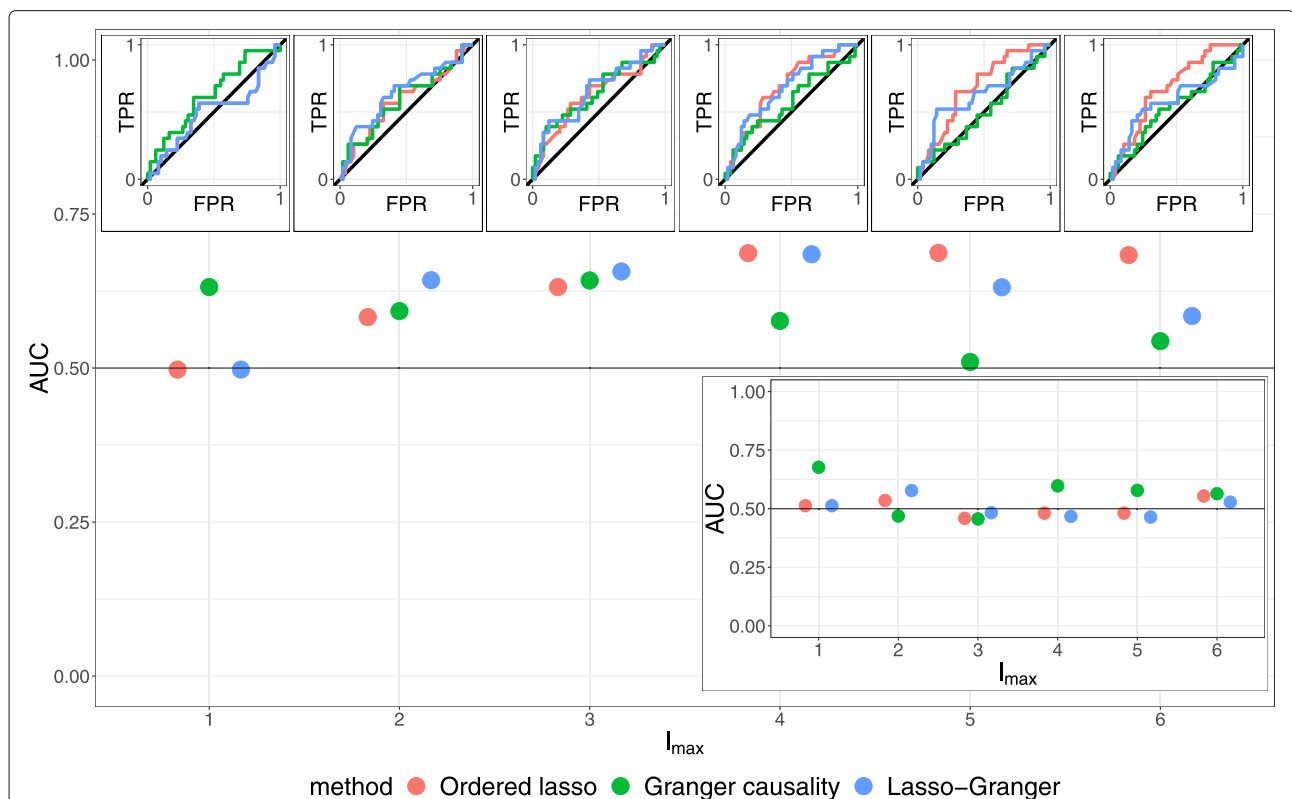 1 1 1 1 1 1
TPR TPR TPR TPR TPR TPR
0 0 0 0 0 0
0 1 0 1 0 1 0 1 0 1 0 1
FPR FPR FPR FPR FPR FPR
1.00
0.75
0.50
0.25
0.00
AUC
1 2 3 4 5 6
lmax
1.00
0.75
0.50
0.25
0.00
AUC
1 2 3 4 5 6
lmax
method Ordered lasso Granger causality Lasso−Granger